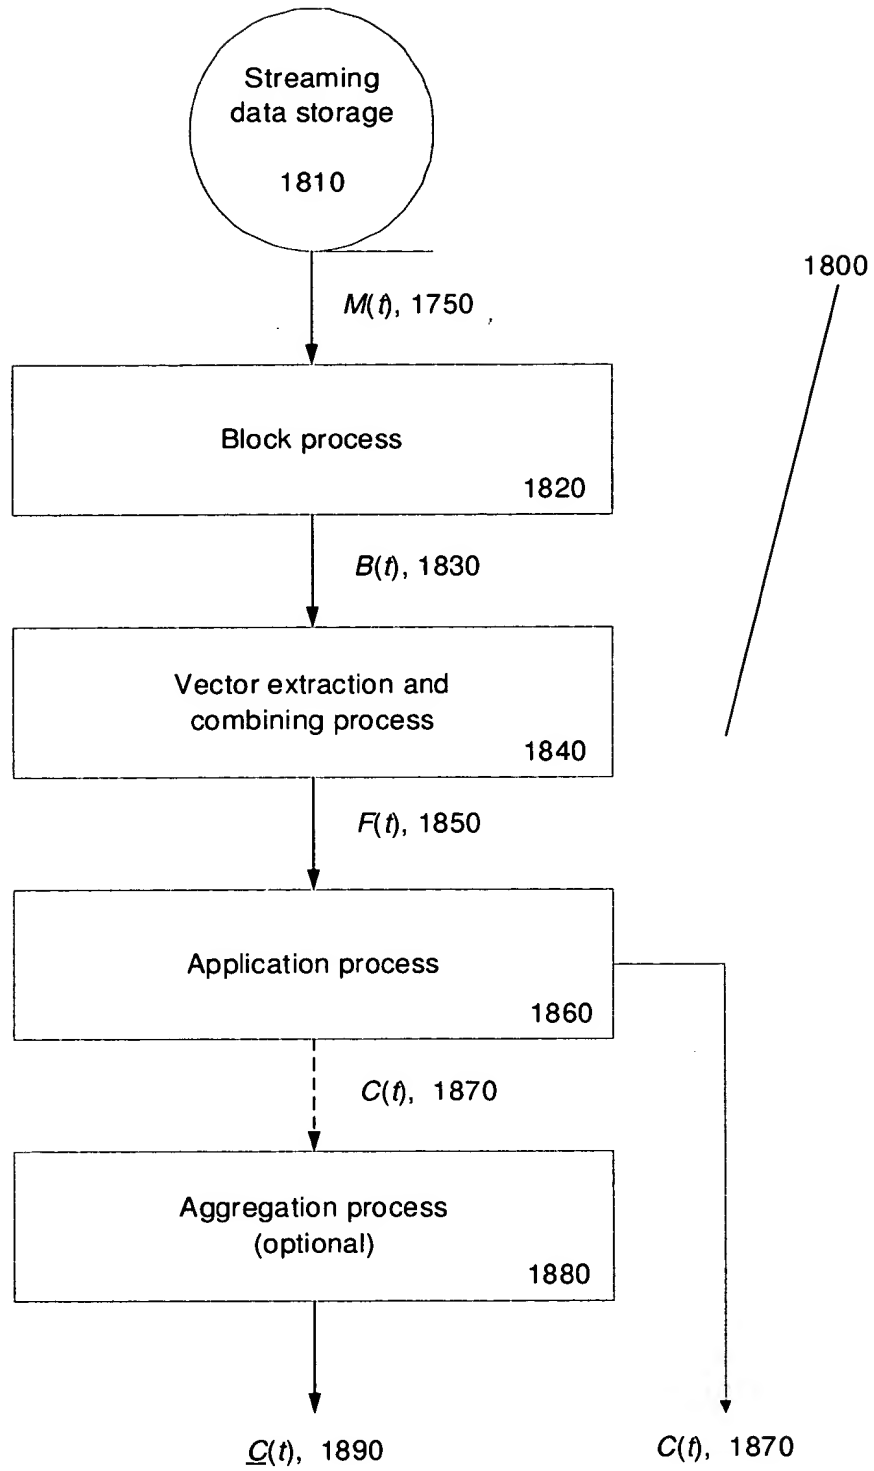 Streaming
data storage
1810
1800
M(t), 1750
Block process
1820
B(t), 1830
Vector extraction and
combining process
1840
F(t), 1850
Application process
1860
C(t), 1870
Aggregation process
(optional)
1880
C(t), 1890
C(t), 1870